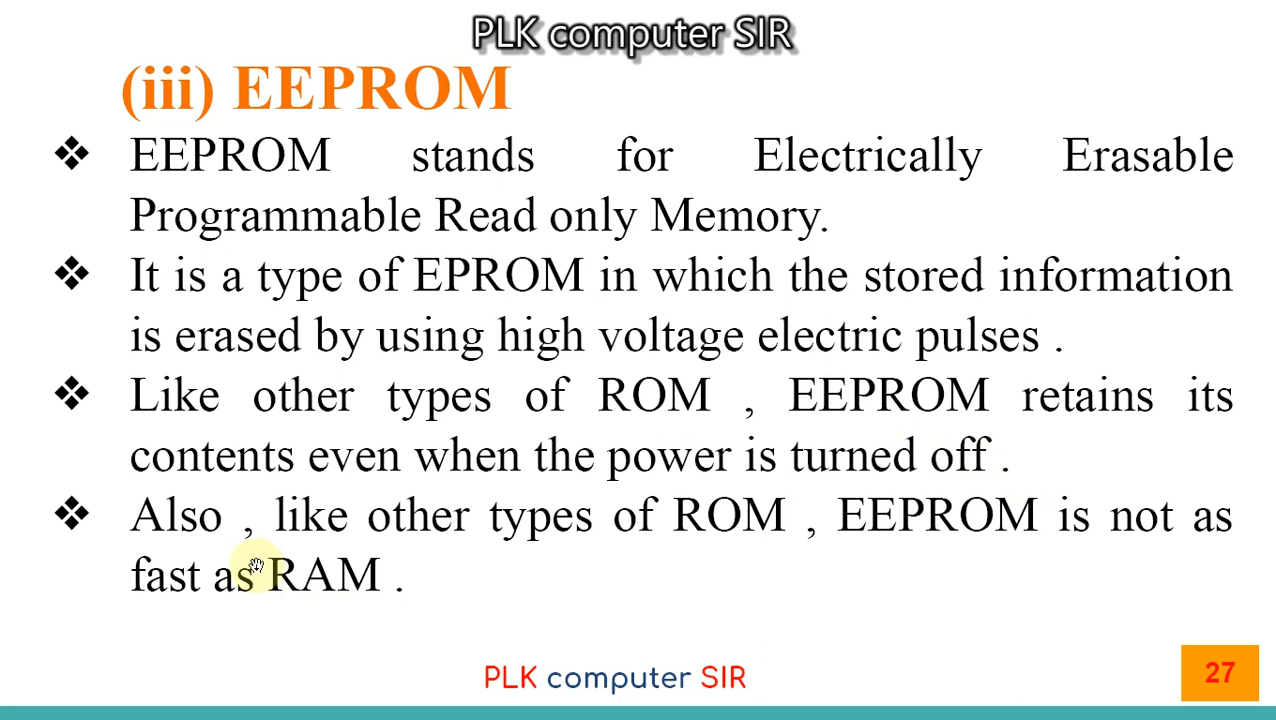 PLK computer SIR
(iii) EEPROM
❖ EEPROM stands for Electrically Erasable
Programmable Read only Memory.
❖ It is a type of EPROM in which the stored information
is erased by using high voltage electric pulses .
❖ Like other types of ROM , EEPROM retains its
contents even when the power is turned off .
❖ Also , like other types of ROM , EEPROM is not as
fast as RAM .
PLK computer SIR
27